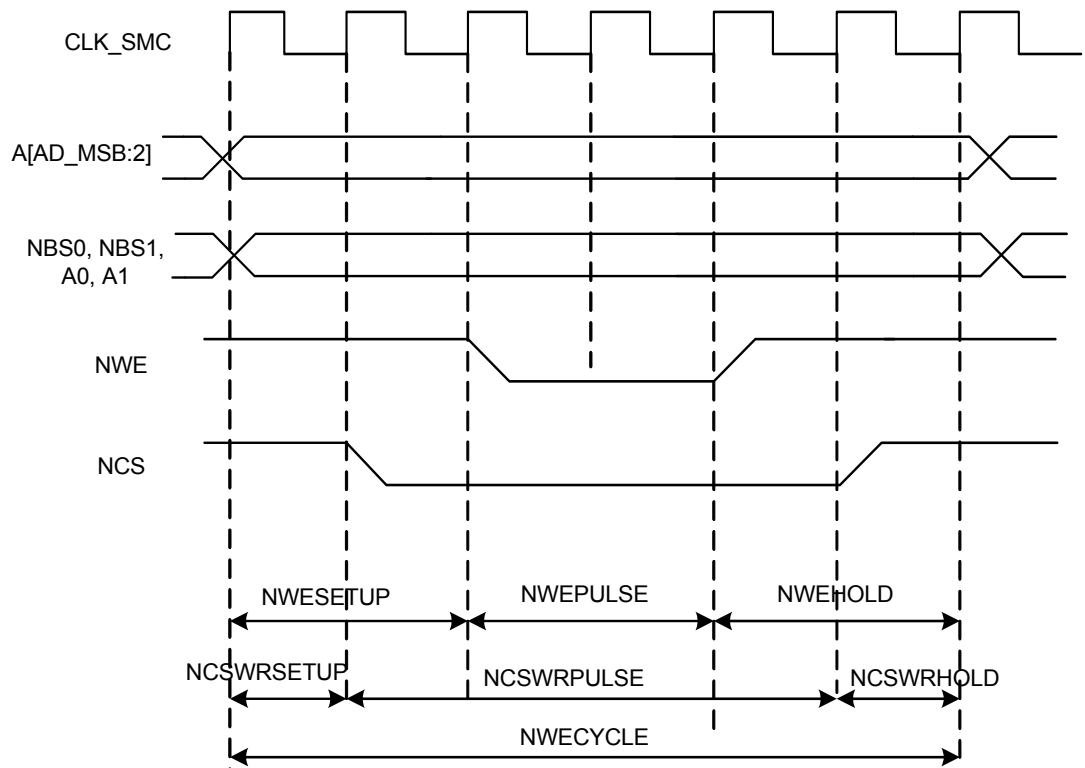 CLK_SMC
A[AD_MSB:2]
NBS0, NBS1,
A0, A1
NWE
NCS
NWESETUP
NWEPULSE
NWEHOLD
NCSWRSETUP
NCSWRPULSE
NCSWRHOLD
NWECYCLE